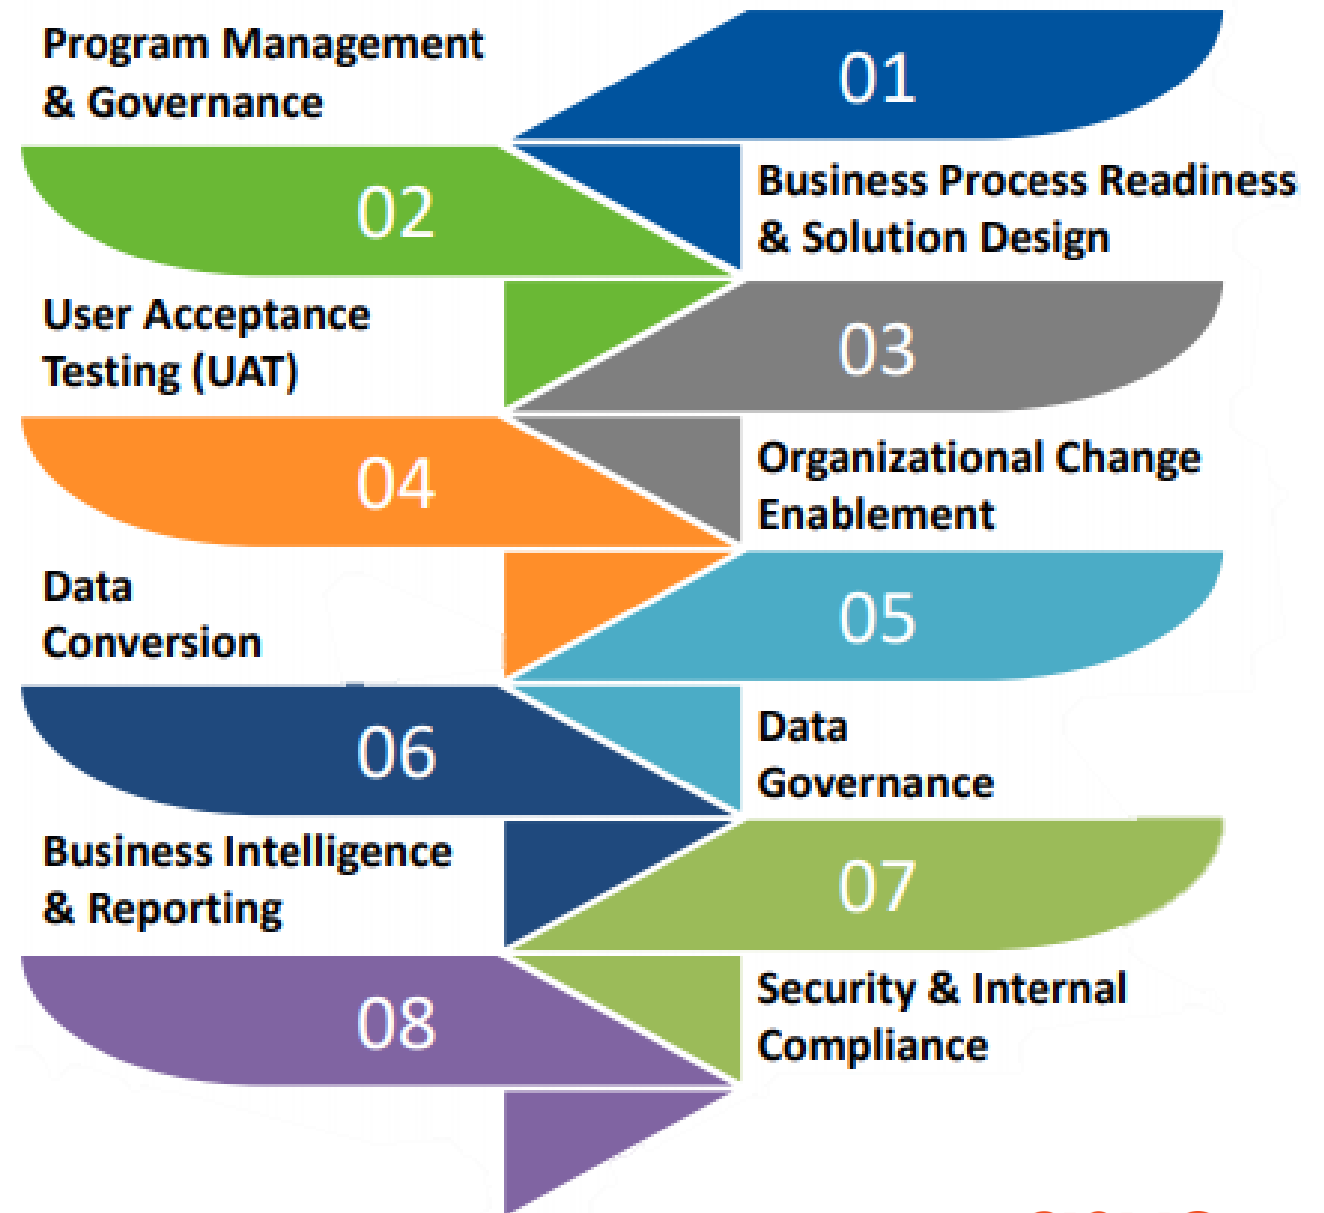 Program Management
& Governance
01
02
Business Process Readiness
& Solution Design
User Acceptance
Testing (UAT)
03
04
Organizational Change
Enablement
Data
Conversion
05
06
Data
Governance
Business Intelligence
& Reporting
07
08
Security & Internal
Compliance